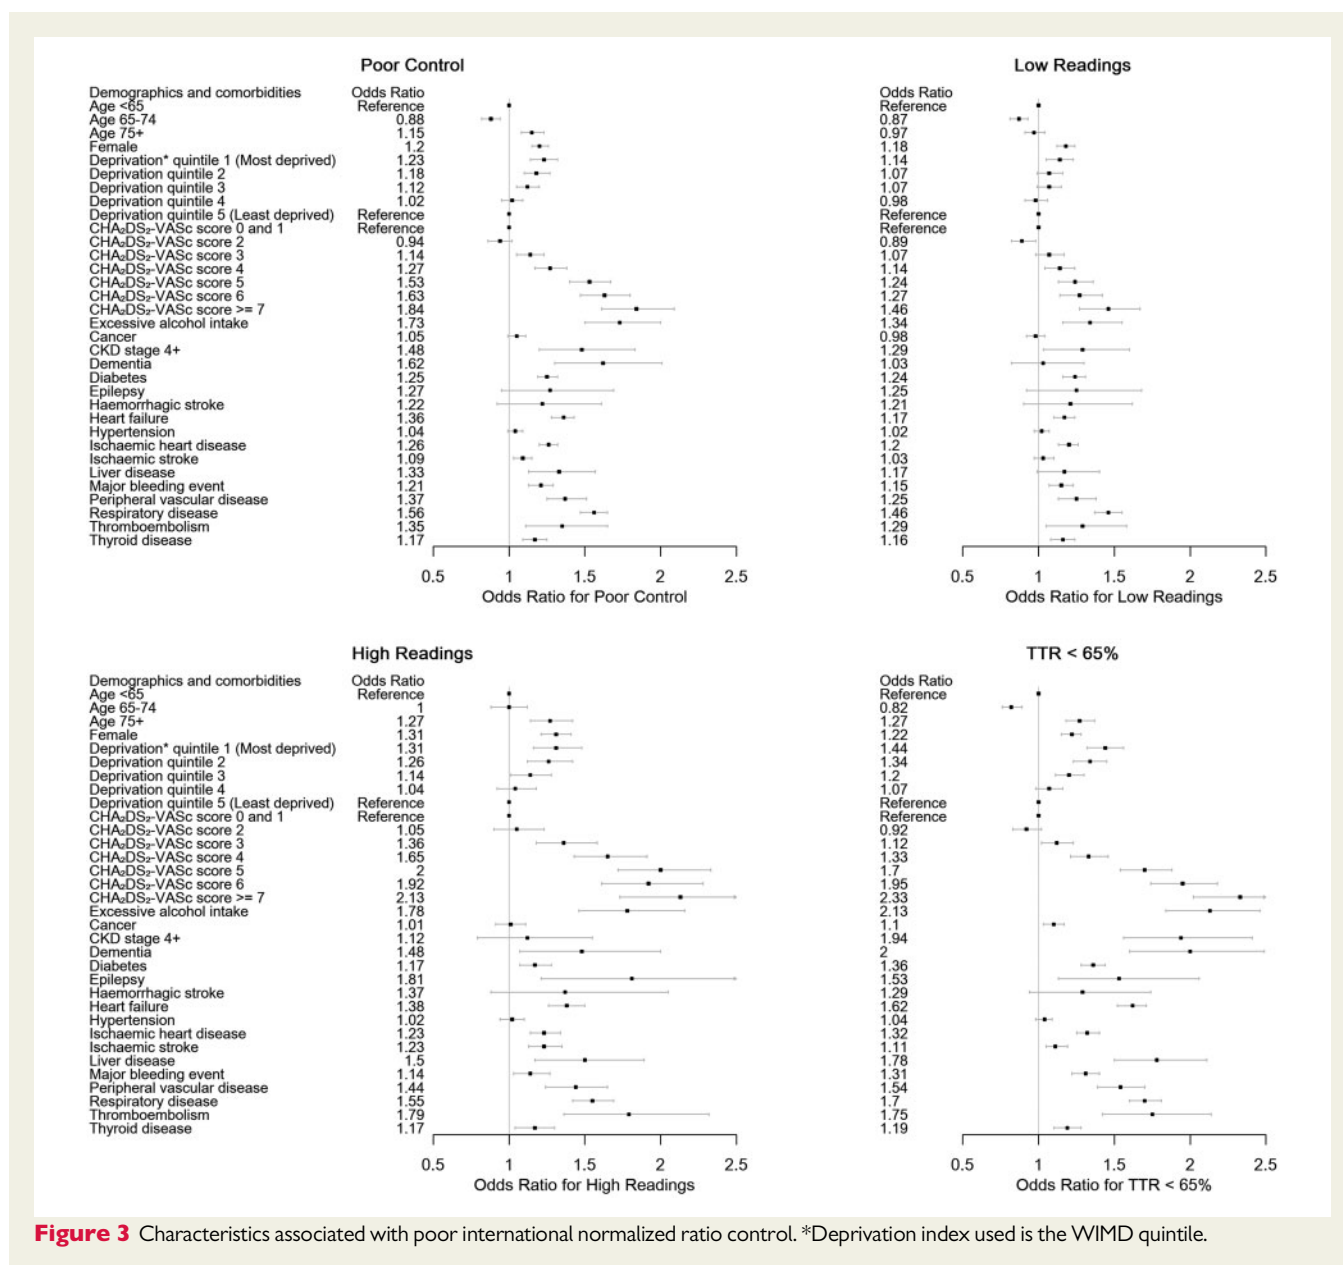 Poor Control
Demographics and comorbidities Odds Ratio
Age <65 Reference
Age 65-74 0.88
Age 75+ 1.15
Female 1.2
Deprivation* quintile 1 (Most deprived) 1.23
Deprivation quintile 2 1.18
Deprivation quintile 3 1.12
Deprivation quintile 4 1.02
Deprivation quintile 5 (Least deprived) Reference
CHA₂DS₂-VASc score 0 and 1 Reference
CHA₂DS₂-VASc score 2 0.94
CHA₂DS₂-VASc score 3 1.14
CHA₂DS₂-VASc score 4 1.27
CHA₂DS₂-VASc score 5 1.53
CHA₂DS₂-VASc score 6 1.63
CHA₂DS₂-VASc score >= 7 1.84
Excessive alcohol intake 1.73
Cancer 1.05
CKD stage 4+ 1.48
Dementia 1.62
Diabetes 1.25
Epilepsy 1.27
Haemorrhagic stroke 1.22
Heart failure 1.36
Hypertension 1.04
Ischaemic heart disease 1.26
Ischaemic stroke 1.09
Liver disease 1.33
Major bleeding event 1.21
Peripheral vascular disease 1.37
Respiratory disease 1.56
Thromboembolism 1.35
Thyroid disease 1.17
0.5 1 1.5 2 2.5
Odds Ratio for Poor Control
Low Readings
Odds Ratio
Reference
0.87
0.97
1.18
1.14
1.07
1.07
0.98
Reference
Reference
0.89
1.07
1.14
1.24
1.27
1.46
1.34
0.98
1.29
1.03
1.24
1.25
1.21
1.17
1.02
1.2
1.03
1.17
1.15
1.25
1.46
1.29
1.16
0.5 1 1.5 2 2.5
Odds Ratio for Low Readings
High Readings
Demographics and comorbidities Odds Ratio
Age <65 Reference
Age 65-74 1
Age 75+ 1.27
Female 1.31
Deprivation* quintile 1 (Most deprived) 1.31
Deprivation quintile 2 1.26
Deprivation quintile 3 1.14
Deprivation quintile 4 1.04
Deprivation quintile 5 (Least deprived) Reference
CHA₂DS₂-VASc score 0 and 1 Reference
CHA₂DS₂-VASc score 2 1.05
CHA₂DS₂-VASc score 3 1.36
CHA₂DS₂-VASc score 4 1.65
CHA₂DS₂-VASc score 5 2
CHA₂DS₂-VASc score 6 1.92
CHA₂DS₂-VASc score >= 7 2.13
Excessive alcohol intake 1.78
Cancer 1.01
CKD stage 4+ 1.12
Dementia 1.48
Diabetes 1.17
Epilepsy 1.81
Haemorrhagic stroke 1.37
Heart failure 1.38
Hypertension 1.02
Ischaemic heart disease 1.23
Ischaemic stroke 1.23
Liver disease 1.5
Major bleeding event 1.14
Peripheral vascular disease 1.44
Respiratory disease 1.55
Thromboembolism 1.79
Thyroid disease 1.17
0.5 1 1.5 2 2.5
Odds Ratio for High Readings
TTR < 65%
Odds Ratio
Reference
0.82
1.27
1.22
1.44
1.34
1.2
1.07
Reference
Reference
0.92
1.12
1.33
1.7
1.95
2.33
2.13
1.1
1.94
2
1.36
1.53
1.29
1.62
1.04
1.32
1.11
1.78
1.31
1.54
1.7
1.75
1.19
0.5 1 1.5 2 2.5
Odds Ratio for TTR < 65%
Figure 3 Characteristics associated with poor international normalized ratio control. *Deprivation index used is the WIMD quintile.